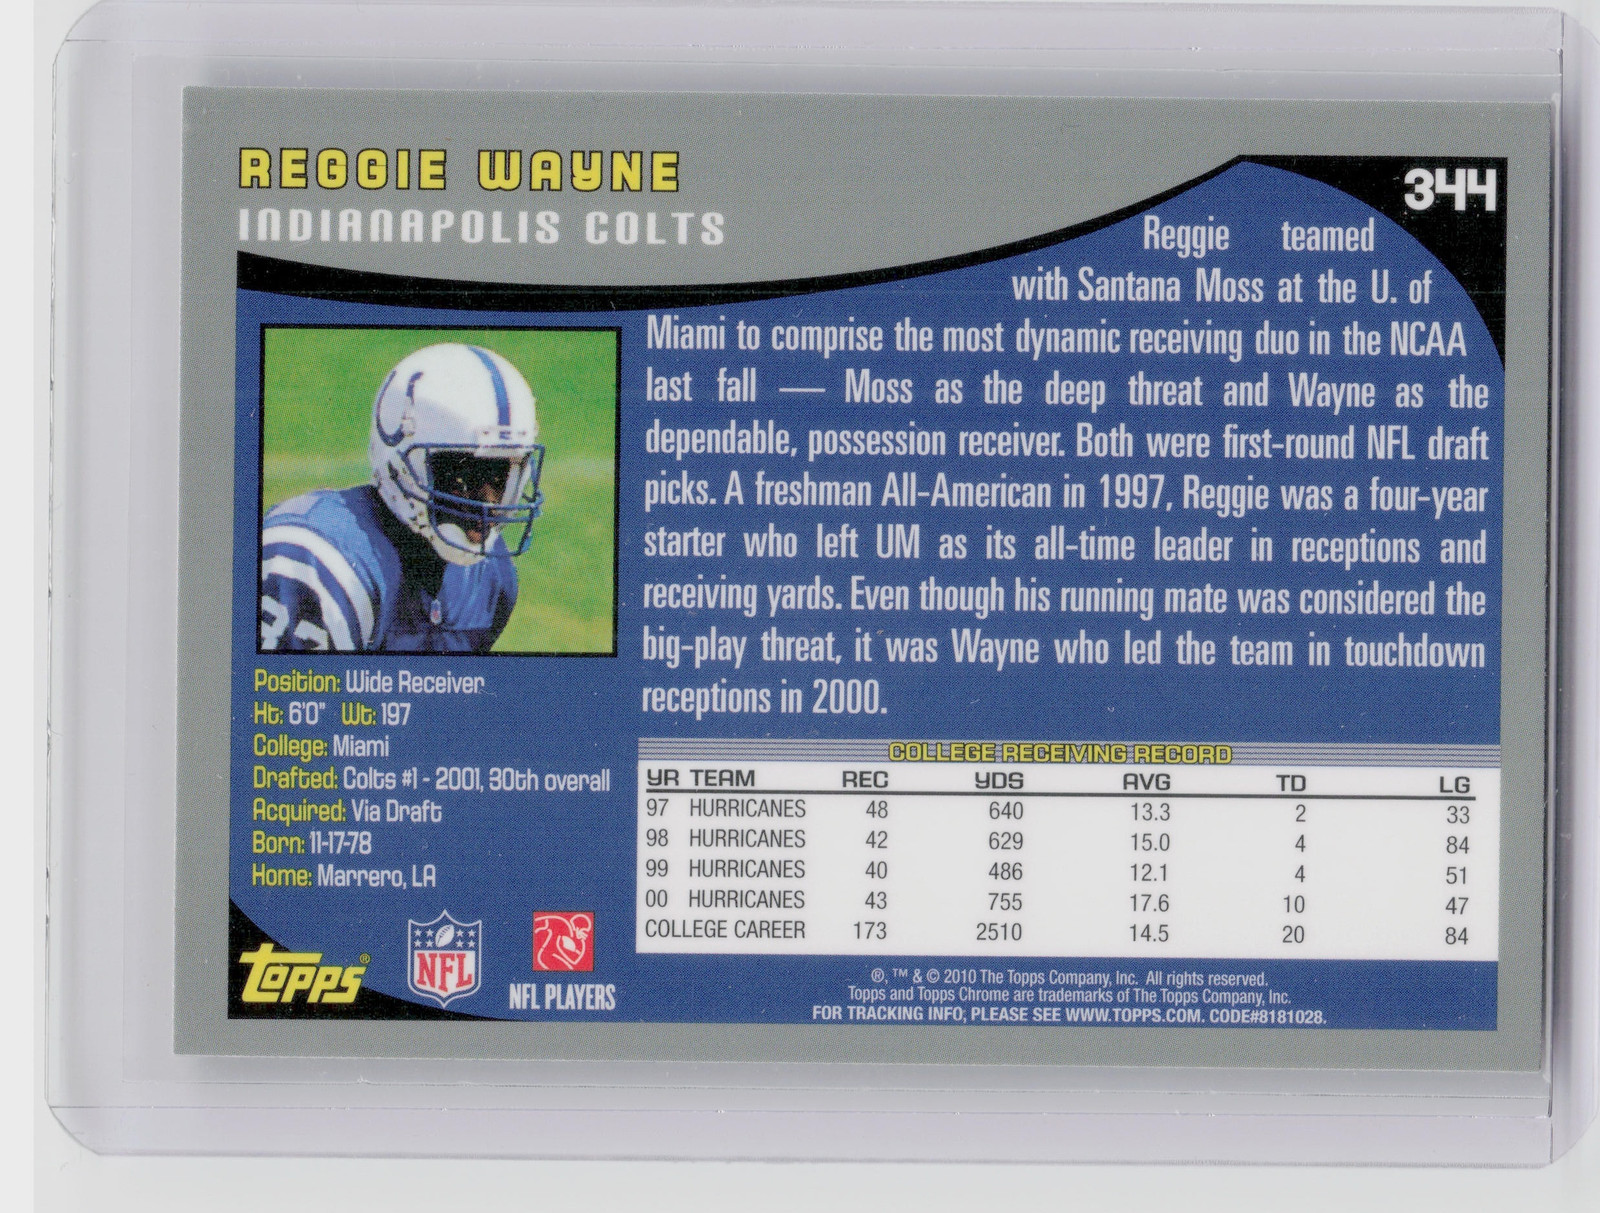 REGGIE WAYNE
INDIANAPOLIS COLTS
344
Reggie teamed
with Santana Moss at the U. of
Miami to comprise the most dynamic receiving duo in the NCAA
last fall — Moss as the deep threat and Wayne as the
dependable, possession receiver. Both were first-round NFL draft
picks. A freshman All-American in 1997, Reggie was a four-year
starter who left UM as its all-time leader in receptions and
receiving yards. Even though his running mate was considered the
big-play threat, it was Wayne who led the team in touchdown
receptions in 2000.
Position: Wide Receiver
Ht: 6'0" Wt: 197
College: Miami
Drafted: Colts #1 - 2001, 30th overall
Acquired: Via Draft
Born: 11-17-78
Home: Marrero, LA
COLLEGE RECEIVING RECORD
YR TEAM REC YDS AVG TD LG
97 HURRICANES 48 640 13.3 2 33
98 HURRICANES 42 629 15.0 4 84
99 HURRICANES 40 486 12.1 4 51
00 HURRICANES 43 755 17.6 10 47
COLLEGE CAREER 173 2510 14.5 20 84
Topps®
NFL
NFL PLAYERS
®, ™ & © 2010 The Topps Company, Inc. All rights reserved.
Topps and Topps Chrome are trademarks of The Topps Company, Inc.
FOR TRACKING INFO, PLEASE SEE WWW.TOPPS.COM. CODE#8181028.